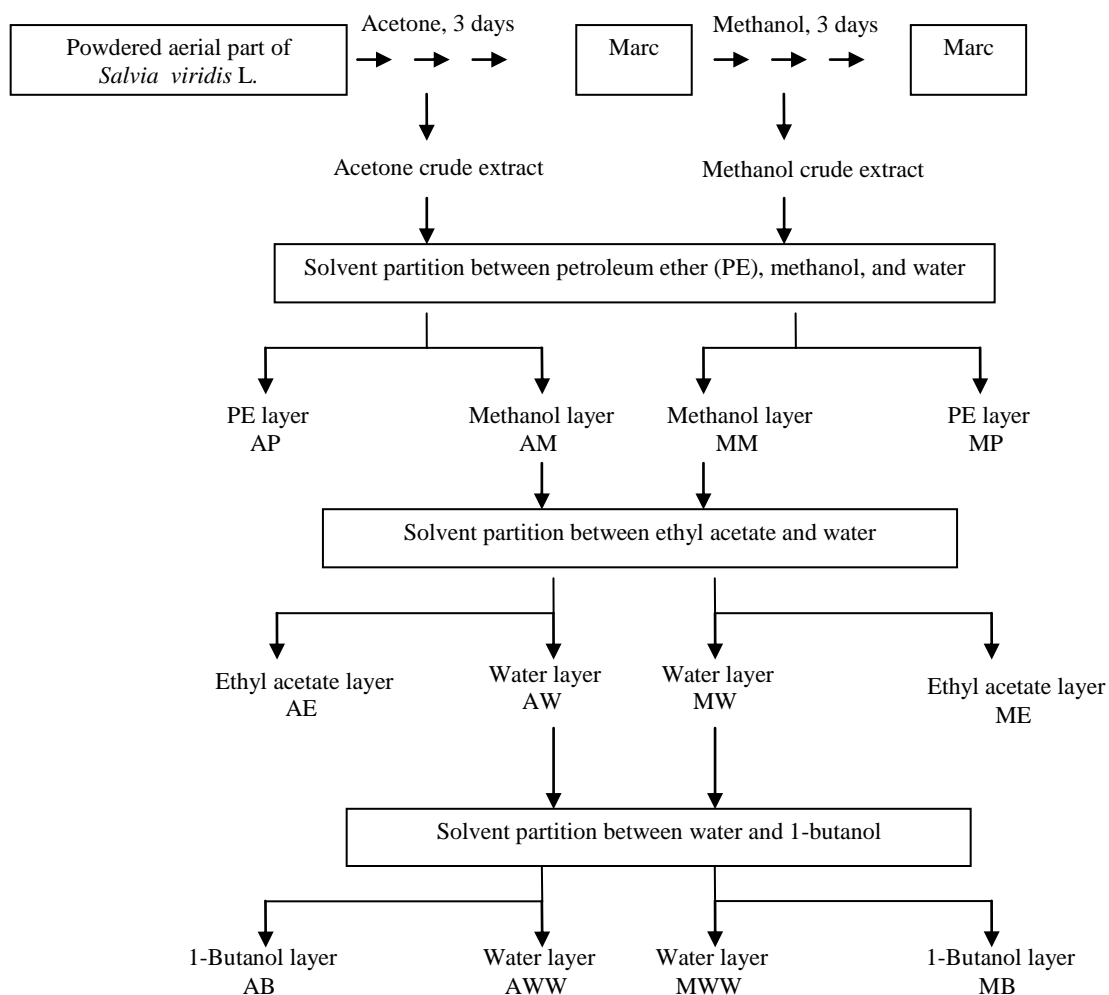 Acetone, 3 days
Methanol, 3 days
Powdered aerial part of
Salvia viridis L.
Marc
Marc
Acetone crude extract
Methanol crude extract
Solvent partition between petroleum ether (PE), methanol, and water
PE layer
AP
Methanol layer
AM
Methanol layer
MM
PE layer
MP
Solvent partition between ethyl acetate and water
Ethyl acetate layer
AE
Water layer
AW
Water layer
MW
Ethyl acetate layer
ME
Solvent partition between water and 1-butanol
1-Butanol layer
AB
Water layer
AWW
Water layer
MWW
1-Butanol layer
MB